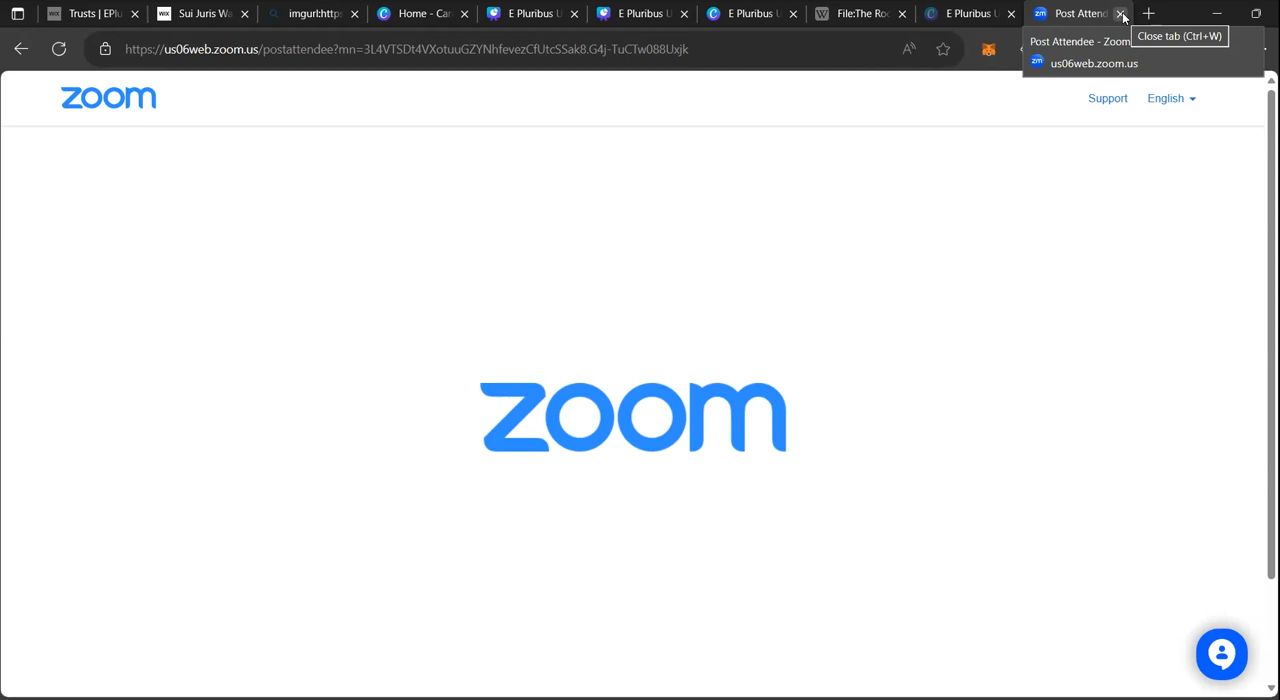 Trusts | EPlu
Sui Juris Wa
imgurl:https
Home - Can
E Pluribus U
E Pluribus U
E Pluribus U
File:The Ro
E Pluribus U
Post Attend
https://us06web.zoom.us/postattendee?mn=3L4VTSDt4VXotuuGZYNhfevezCfUtcSSak8.G4j-TuCTw088Uxjk
Post Attendee - Zoom
Close tab (Ctrl+W)
us06web.zoom.us
zoom
Support
English
zoom